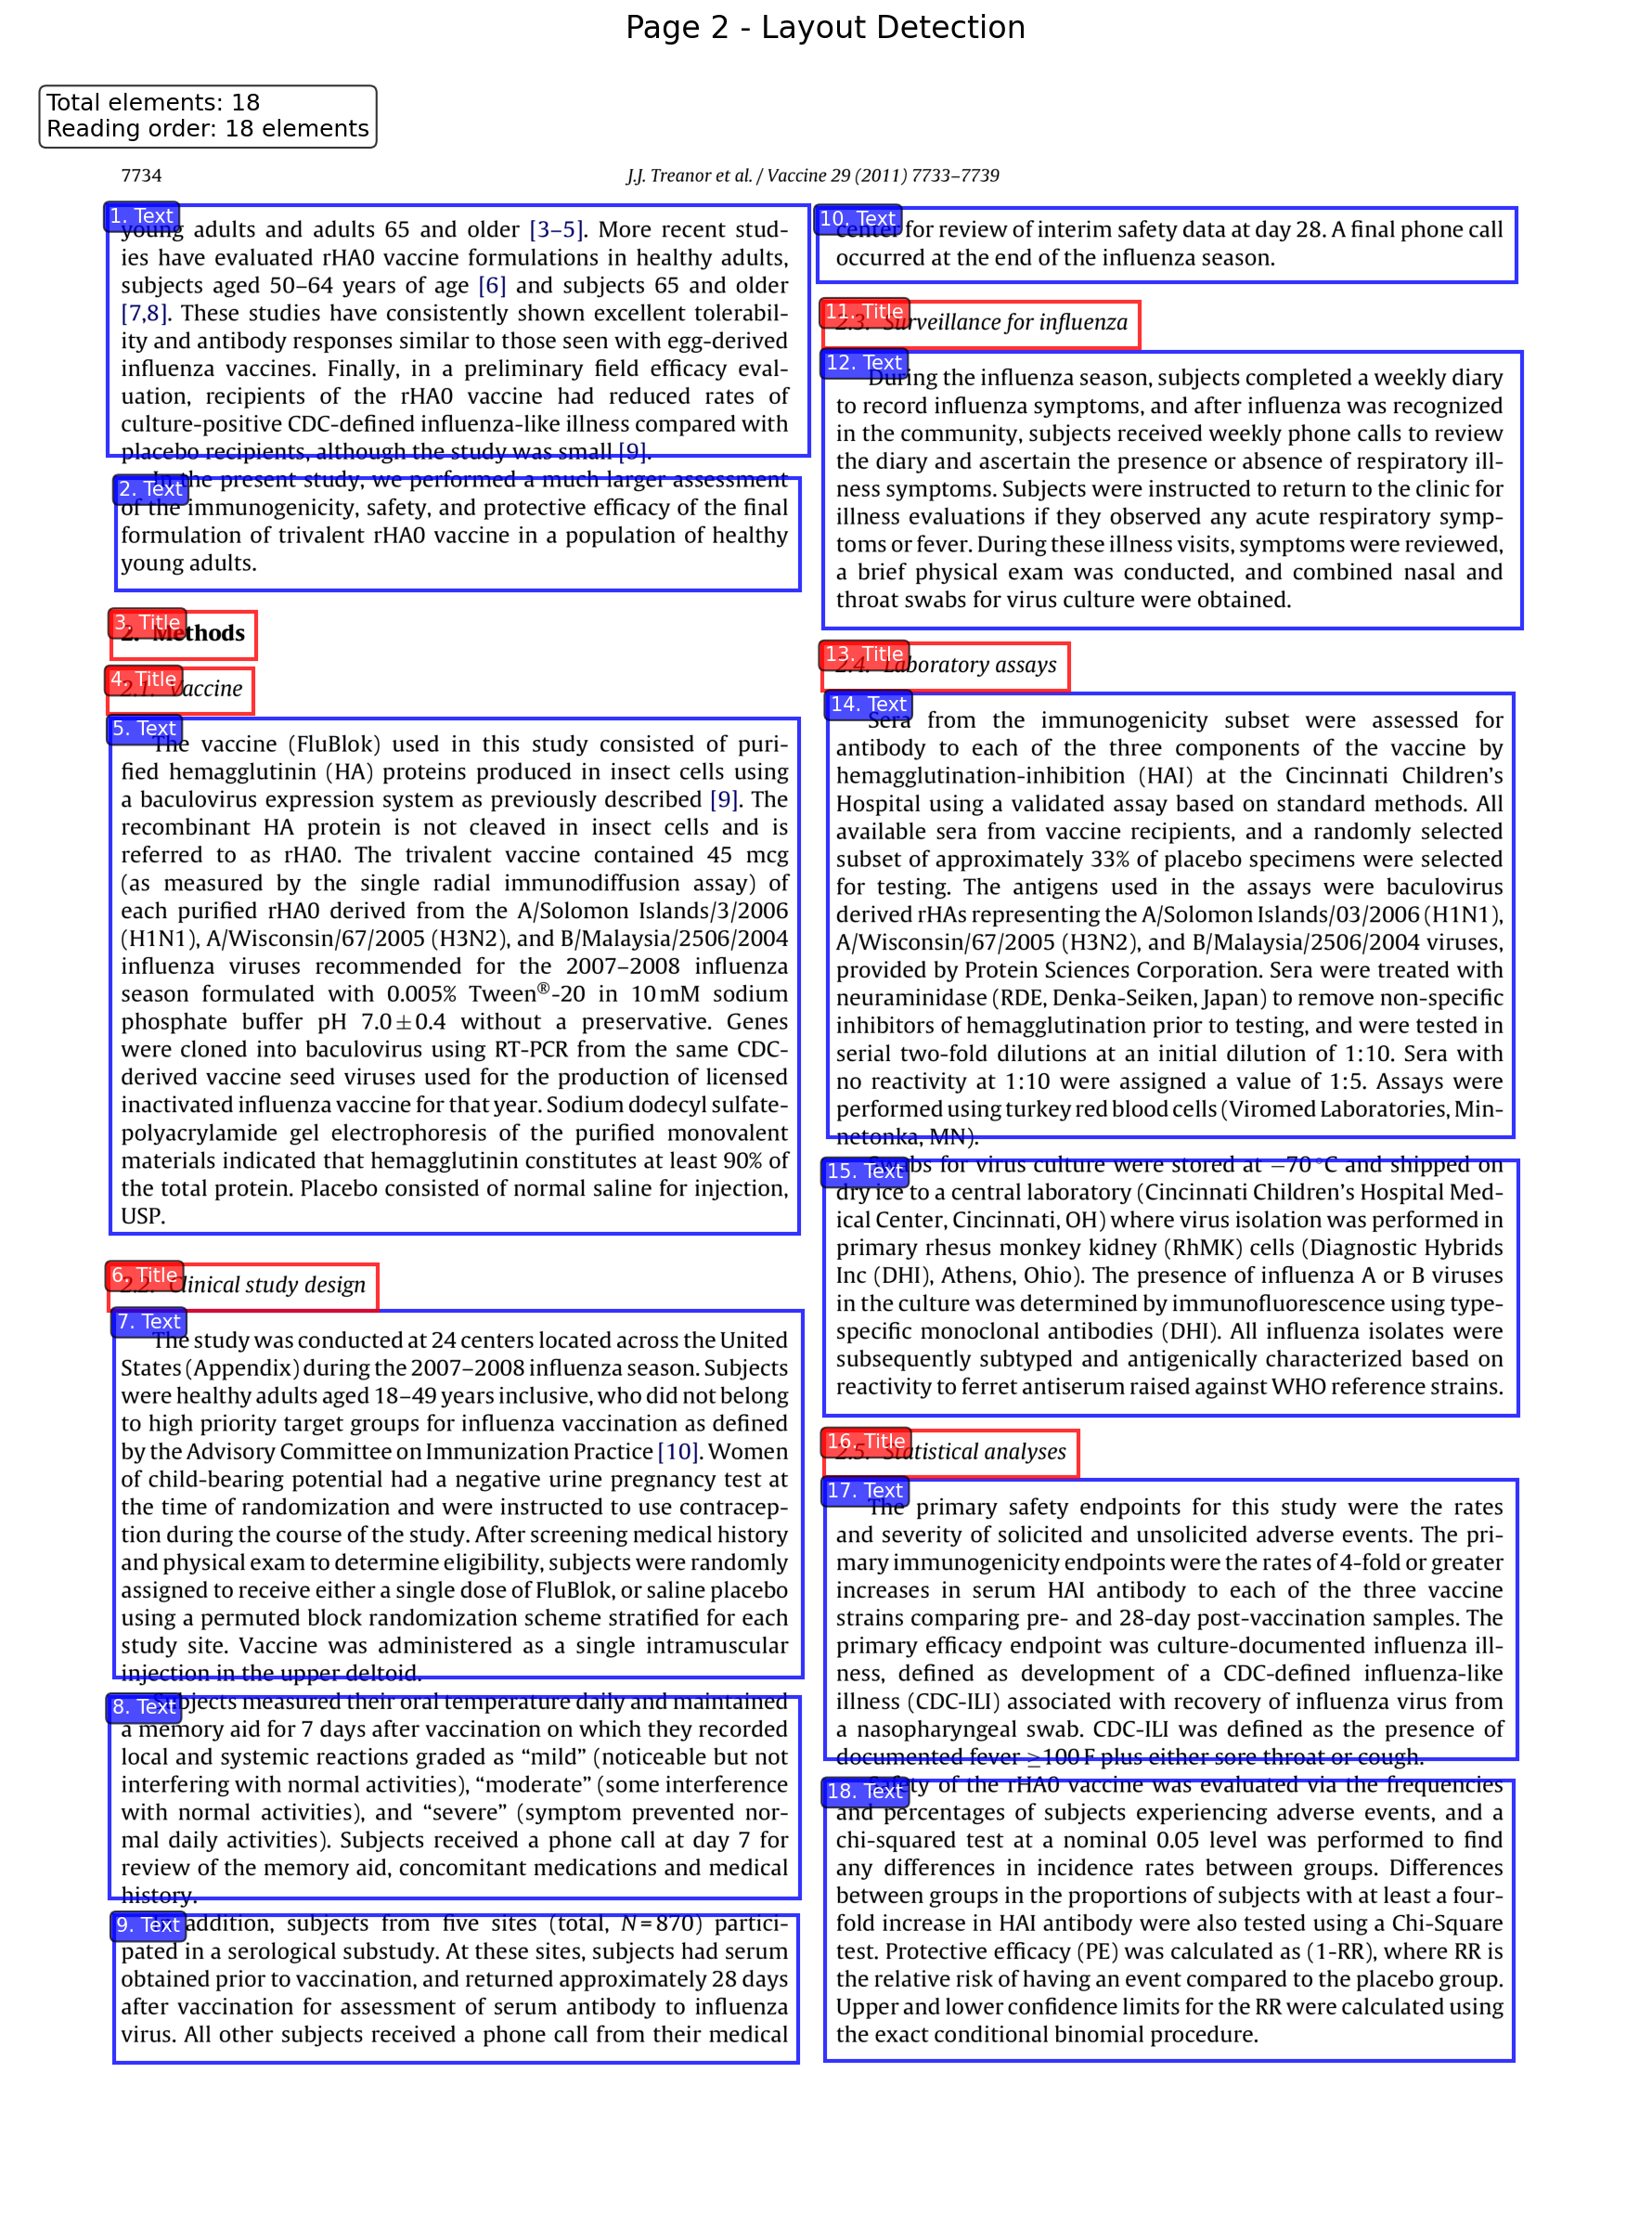 Page 2 - Layout Detection
Total elements: 18
Reading order: 18 elements
7734
J.J. Treanor et al. / Vaccine 29 (2011) 7733–7739
1. Text
young adults and adults 65 and older [3–5]. More recent stud-
ies have evaluated rHA0 vaccine formulations in healthy adults,
subjects aged 50–64 years of age [6] and subjects 65 and older
[7,8]. These studies have consistently shown excellent tolerabil-
ity and antibody responses similar to those seen with egg-derived
influenza vaccines. Finally, in a preliminary field efficacy eval-
uation, recipients of the rHA0 vaccine had reduced rates of
culture-positive CDC-defined influenza-like illness compared with
placebo recipients, although the study was small [9].
2. Text
In the present study, we performed a much larger assessment
of the immunogenicity, safety, and protective efficacy of the final
formulation of trivalent rHA0 vaccine in a population of healthy
young adults.
3. Title
2. Methods
4. Title
2.1. Vaccine
5. Text
The vaccine (FluBlok) used in this study consisted of puri-
fied hemagglutinin (HA) proteins produced in insect cells using
a baculovirus expression system as previously described [9]. The
recombinant HA protein is not cleaved in insect cells and is
referred to as rHA0. The trivalent vaccine contained 45 mcg
(as measured by the single radial immunodiffusion assay) of
each purified rHA0 derived from the A/Solomon Islands/3/2006
(H1N1), A/Wisconsin/67/2005 (H3N2), and B/Malaysia/2506/2004
influenza viruses recommended for the 2007–2008 influenza
season formulated with 0.005% Tween®-20 in 10 mM sodium
phosphate buffer pH 7.0 ± 0.4 without a preservative. Genes
were cloned into baculovirus using RT-PCR from the same CDC-
derived vaccine seed viruses used for the production of licensed
inactivated influenza vaccine for that year. Sodium dodecyl sulfate-
polyacrylamide gel electrophoresis of the purified monovalent
materials indicated that hemagglutinin constitutes at least 90% of
the total protein. Placebo consisted of normal saline for injection,
USP.
6. Title
2.2. Clinical study design
7. Text
The study was conducted at 24 centers located across the United
States (Appendix) during the 2007–2008 influenza season. Subjects
were healthy adults aged 18–49 years inclusive, who did not belong
to high priority target groups for influenza vaccination as defined
by the Advisory Committee on Immunization Practice [10]. Women
of child-bearing potential had a negative urine pregnancy test at
the time of randomization and were instructed to use contracep-
tion during the course of the study. After screening medical history
and physical exam to determine eligibility, subjects were randomly
assigned to receive either a single dose of FluBlok, or saline placebo
using a permuted block randomization scheme stratified for each
study site. Vaccine was administered as a single intramuscular
injection in the upper deltoid.
8. Text
Subjects measured their oral temperature daily and maintained
a memory aid for 7 days after vaccination on which they recorded
local and systemic reactions graded as “mild” (noticeable but not
interfering with normal activities), “moderate” (some interference
with normal activities), and “severe” (symptom prevented nor-
mal daily activities). Subjects received a phone call at day 7 for
review of the memory aid, concomitant medications and medical
history.
9. Text
In addition, subjects from five sites (total, N = 870) partici-
pated in a serological substudy. At these sites, subjects had serum
obtained prior to vaccination, and returned approximately 28 days
after vaccination for assessment of serum antibody to influenza
virus. All other subjects received a phone call from their medical
10. Text
center for review of interim safety data at day 28. A final phone call
occurred at the end of the influenza season.
11. Title
2.3. Surveillance for influenza
12. Text
During the influenza season, subjects completed a weekly diary
to record influenza symptoms, and after influenza was recognized
in the community, subjects received weekly phone calls to review
the diary and ascertain the presence or absence of respiratory ill-
ness symptoms. Subjects were instructed to return to the clinic for
illness evaluations if they observed any acute respiratory symp-
toms or fever. During these illness visits, symptoms were reviewed,
a brief physical exam was conducted, and combined nasal and
throat swabs for virus culture were obtained.
13. Title
2.4. Laboratory assays
14. Text
Sera from the immunogenicity subset were assessed for
antibody to each of the three components of the vaccine by
hemagglutination-inhibition (HAI) at the Cincinnati Children’s
Hospital using a validated assay based on standard methods. All
available sera from vaccine recipients, and a randomly selected
subset of approximately 33% of placebo specimens were selected
for testing. The antigens used in the assays were baculovirus
derived rHAs representing the A/Solomon Islands/03/2006 (H1N1),
A/Wisconsin/67/2005 (H3N2), and B/Malaysia/2506/2004 viruses,
provided by Protein Sciences Corporation. Sera were treated with
neuraminidase (RDE, Denka-Seiken, Japan) to remove non-specific
inhibitors of hemagglutination prior to testing, and were tested in
serial two-fold dilutions at an initial dilution of 1:10. Sera with
no reactivity at 1:10 were assigned a value of 1:5. Assays were
performed using turkey red blood cells (Viromed Laboratories, Min-
netonka, MN).
15. Text
Swabs for virus culture were stored at −70 °C and shipped on
dry ice to a central laboratory (Cincinnati Children’s Hospital Med-
ical Center, Cincinnati, OH) where virus isolation was performed in
primary rhesus monkey kidney (RhMK) cells (Diagnostic Hybrids
Inc (DHI), Athens, Ohio). The presence of influenza A or B viruses
in the culture was determined by immunofluorescence using type-
specific monoclonal antibodies (DHI). All influenza isolates were
subsequently subtyped and antigenically characterized based on
reactivity to ferret antiserum raised against WHO reference strains.
16. Title
2.5. Statistical analyses
17. Text
The primary safety endpoints for this study were the rates
and severity of solicited and unsolicited adverse events. The pri-
mary immunogenicity endpoints were the rates of 4-fold or greater
increases in serum HAI antibody to each of the three vaccine
strains comparing pre- and 28-day post-vaccination samples. The
primary efficacy endpoint was culture-documented influenza ill-
ness, defined as development of a CDC-defined influenza-like
illness (CDC-ILI) associated with recovery of influenza virus from
a nasopharyngeal swab. CDC-ILI was defined as the presence of
documented fever ≥100 F plus either sore throat or cough.
18. Text
Safety of the rHA0 vaccine was evaluated via the frequencies
and percentages of subjects experiencing adverse events, and a
chi-squared test at a nominal 0.05 level was performed to find
any differences in incidence rates between groups. Differences
between groups in the proportions of subjects with at least a four-
fold increase in HAI antibody were also tested using a Chi-Square
test. Protective efficacy (PE) was calculated as (1-RR), where RR is
the relative risk of having an event compared to the placebo group.
Upper and lower confidence limits for the RR were calculated using
the exact conditional binomial procedure.